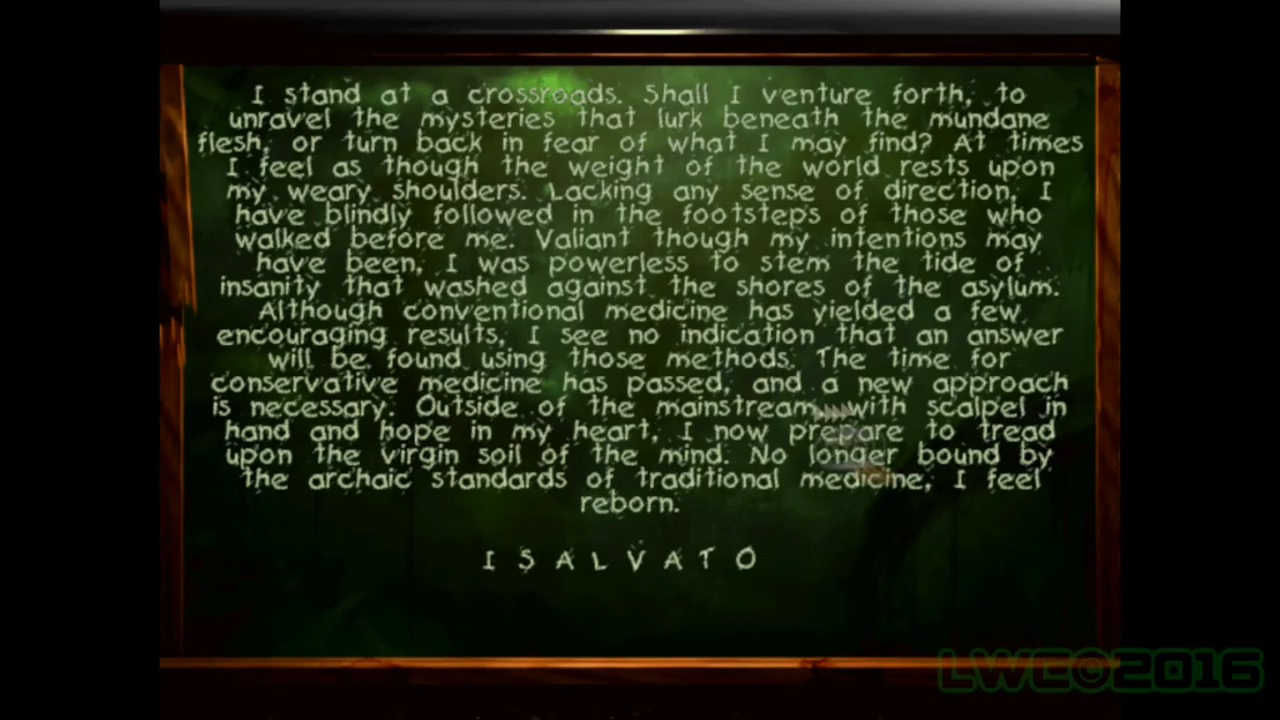 I stand at a crossroads. Shall I venture forth, to
unravel the mysteries that lurk beneath the mundane
flesh, or turn back in fear of what I may find? At times
I feel as though the weight of the world rests upon
my weary shoulders. Lacking any sense of direction, I
have blindly followed in the footsteps of those who
walked before me. Valiant though my intentions may
have been, I was powerless to stem the tide of
insanity that washed against the shores of the asylum.
Although conventional medicine has yielded a few
encouraging results, I see no indication that an answer
will be found using those methods. The time for
conservative medicine has passed, and a new approach
is necessary. Outside of the mainstream, with scalpel in
hand and hope in my heart, I now prepare to tread
upon the virgin soil of the mind. No longer bound by
the archaic standards of traditional medicine, I feel
reborn.
I S A L V A T O
LWC©2016